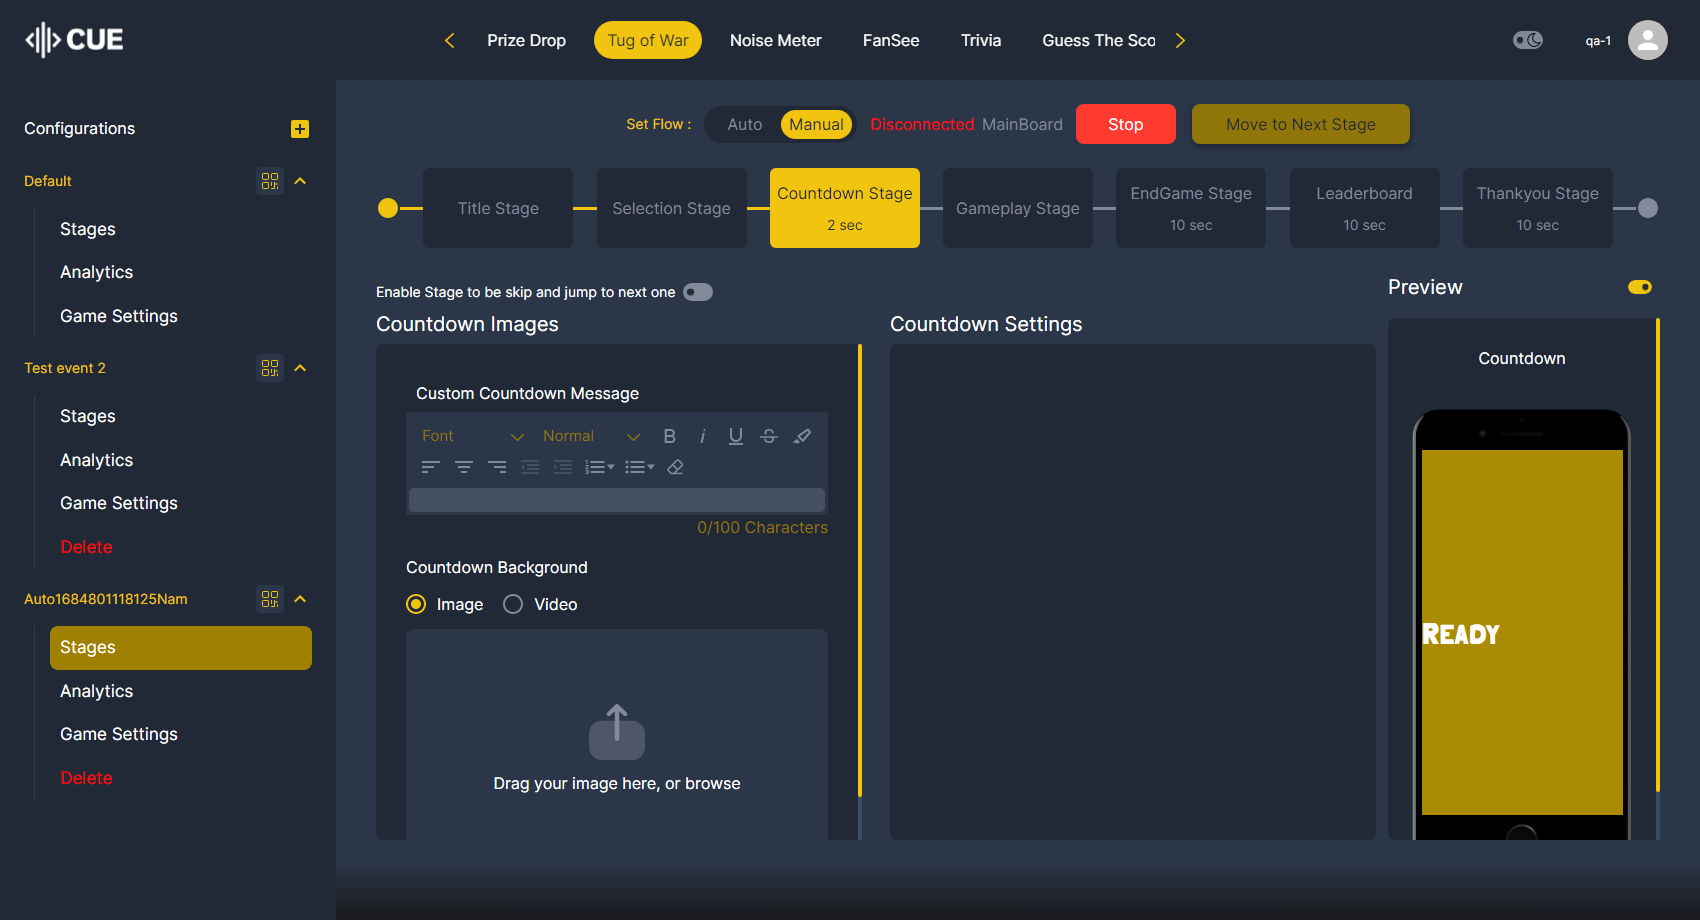 CUE
Prize Drop
Tug of War
Noise Meter
FanSee
Trivia
Guess The Sco
qa-1
Configurations
Default
Stages
Analytics
Game Settings
Test event 2
Stages
Analytics
Game Settings
Delete
Auto1684801118125Nam
Stages
Analytics
Game Settings
Delete
Set Flow :
Auto
Manual
Disconnected MainBoard
Stop
Move to Next Stage
Title Stage
Selection Stage
Countdown Stage
2 sec
Gameplay Stage
EndGame Stage
10 sec
Leaderboard
10 sec
Thankyou Stage
10 sec
Enable Stage to be skip and jump to next one
Countdown Images
Custom Countdown Message
Font
Normal
0/100 Characters
Countdown Background
Image
Video
Drag your image here, or browse
Countdown Settings
Preview
Countdown
READY